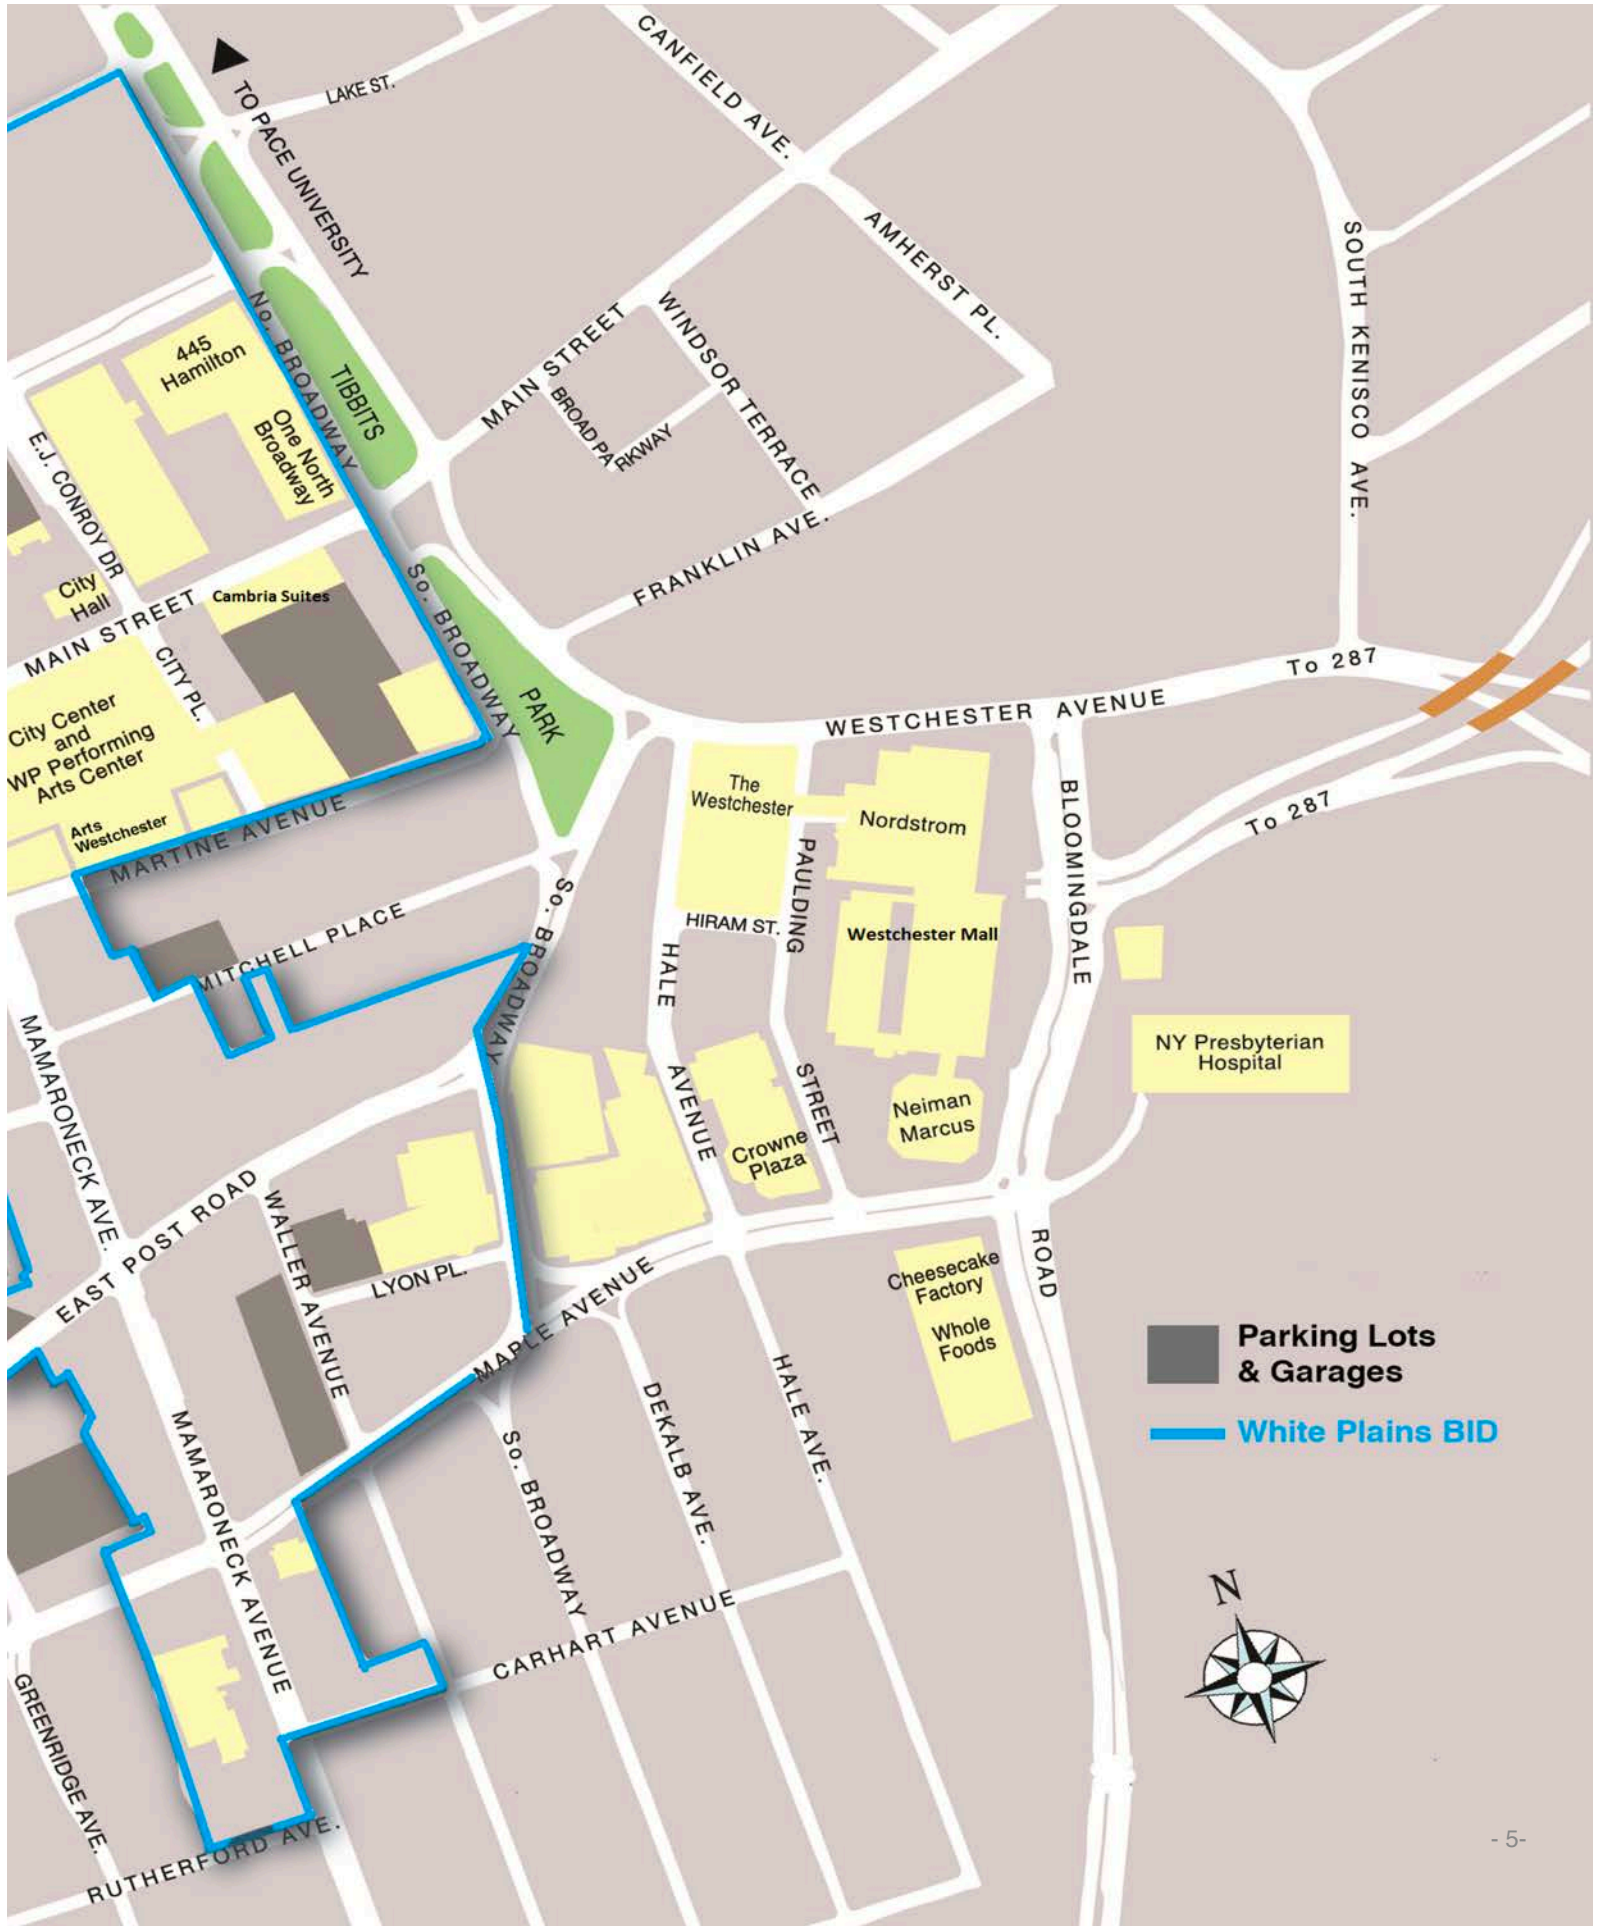 CANFIELD AVE.
LAKE ST.
TO PACE UNIVERSITY
AMHERST PL.
SOUTH KENISCO AVE.
No. BROADWAY
TIBBITS
MAIN STREET
WINDSOR TERRACE
BROAD PARKWAY
FRANKLIN AVE.
445
Hamilton
One North
Broadway
E.J. CONROY DR
City
Hall
MAIN STREET
Cambria Suites
So. BROADWAY
PARK
CITY PL.
City Center
and
WP Performing
Arts Center
Arts
Westchester
MARTINE AVENUE
To 287
WESTCHESTER AVENUE
To 287
The
Westchester
Nordstrom
BLOOMINGDALE
PAULDING
HIRAM ST.
Westchester Mall
HALE
So. BROADWAY
MITCHELL PLACE
MAMARONECK AVE.
NY Presbyterian
Hospital
AVENUE
STREET
Neiman
Marcus
Crowne
Plaza
EAST POST ROAD
WALLER AVENUE
LYON PL.
MAPLE AVENUE
ROAD
Cheesecake
Factory
Whole
Foods
Parking Lots
& Garages
White Plains BID
HALE AVE.
DEKALB AVE.
So. BROADWAY
MAMARONECK AVENUE
CARHART AVENUE
GREENRIDGE AVE.
RUTHERFORD AVE.
N
- 5-